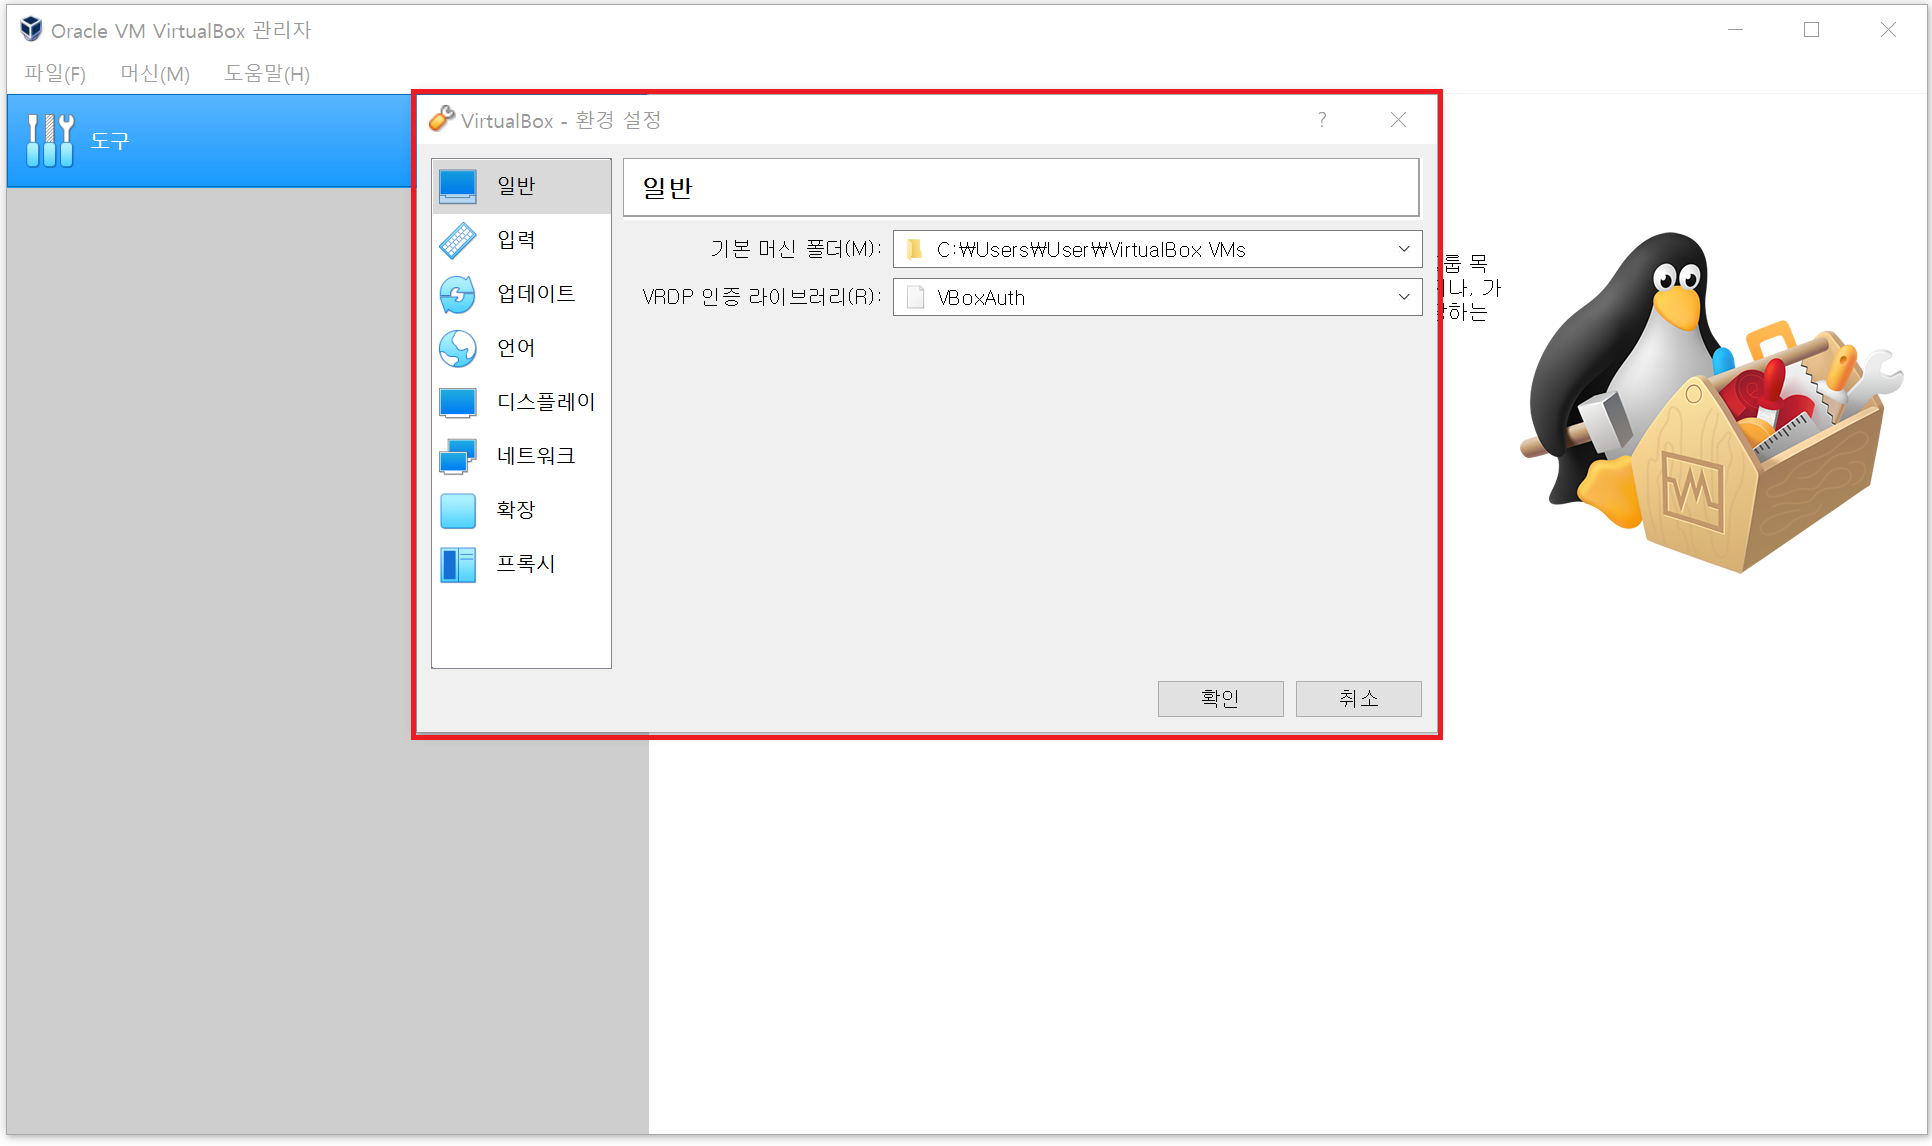 Oracle VM VirtualBox 관리자
파일(F) 머신(M) 도움말(H)
도구
VirtualBox - 환경 설정 ?
일반
입력
업데이트
언어
디스플레이
네트워크
확장
프록시
일반
기본 머신 폴더(M): C:₩Users₩User₩VirtualBox VMs
VRDP 인증 라이브러리(R): VBoxAuth
룹 목
나, 가
하는
확인 취소